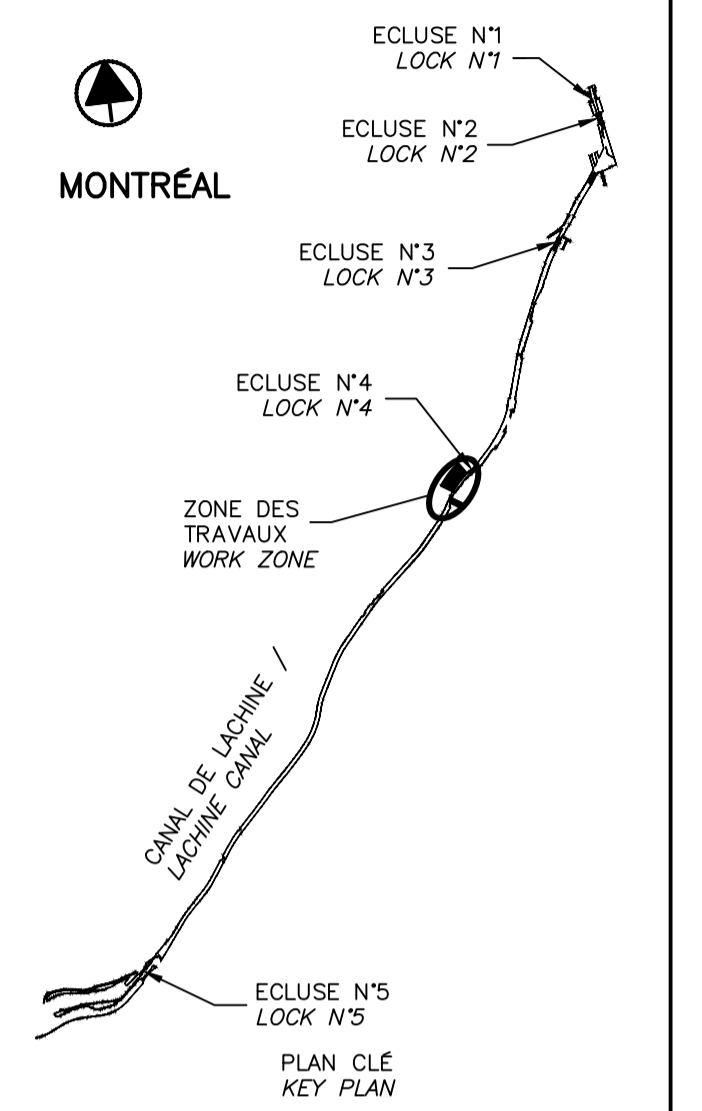 ECLUSE N°1
LOCK N°1
ECLUSE N°2
LOCK N°2
MONTRÉAL
ECLUSE N°3
LOCK N°3
ECLUSE N°4
LOCK N°4
ZONE DES
TRAVAUX
WORK ZONE
CANAL DE LACHINE /
LACHINE CANAL
ECLUSE N°5
LOCK N°5
PLAN CLÉ
KEY PLAN